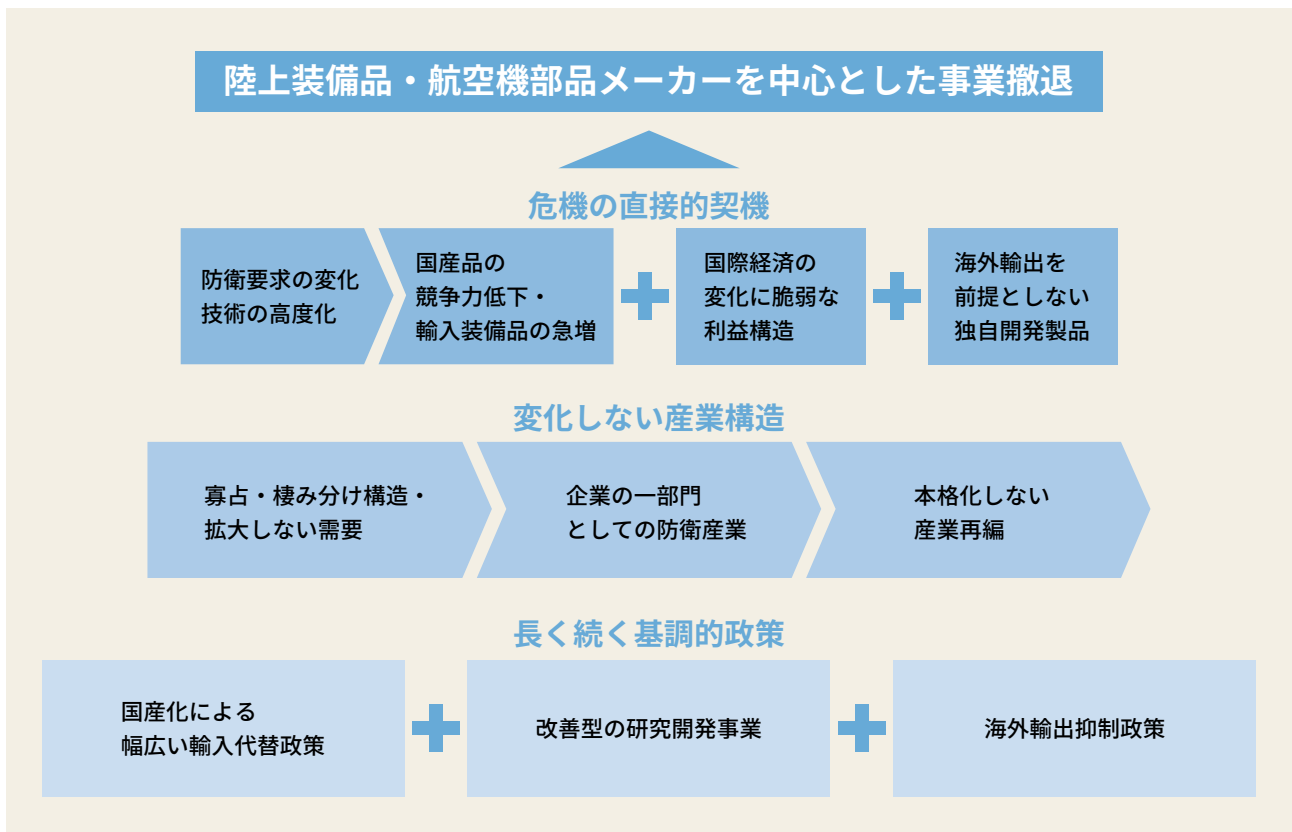 陸上装備品・航空機部品メーカーを中心とした事業撤退
危機の直接的契機
防衛要求の変化
技術の高度化
国産品の
競争力低下・
輸入装備品の急増
国際経済の
変化に脆弱な
利益構造
海外輸出を
前提としない
独自開発製品
変化しない産業構造
寡占・棲み分け構造・
拡大しない需要
企業の一部門
としての防衛産業
本格化しない
産業再編
長く続く基調的政策
国産化による
幅広い輸入代替政策
改善型の研究開発事業
海外輸出抑制政策